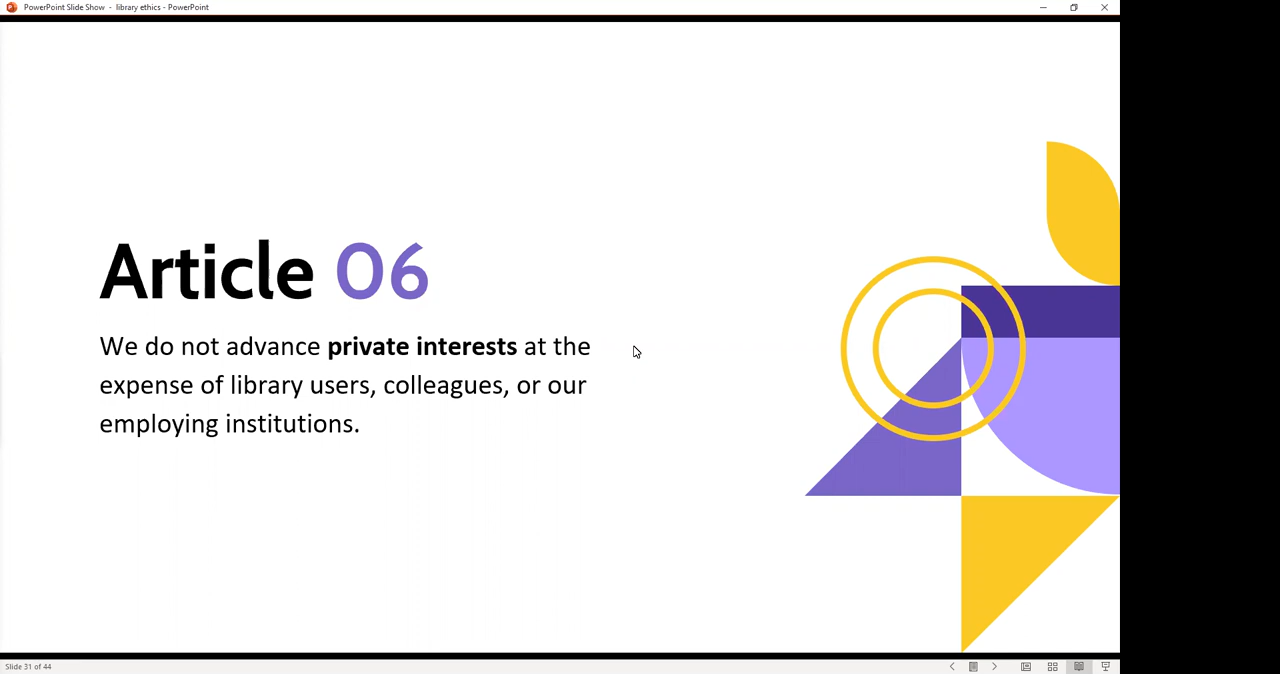 PowerPoint Slide Show - library ethics - PowerPoint
Article 06
We do not advance private interests at the
expense of library users, colleagues, or our
employing institutions.
Slide 31 of 44